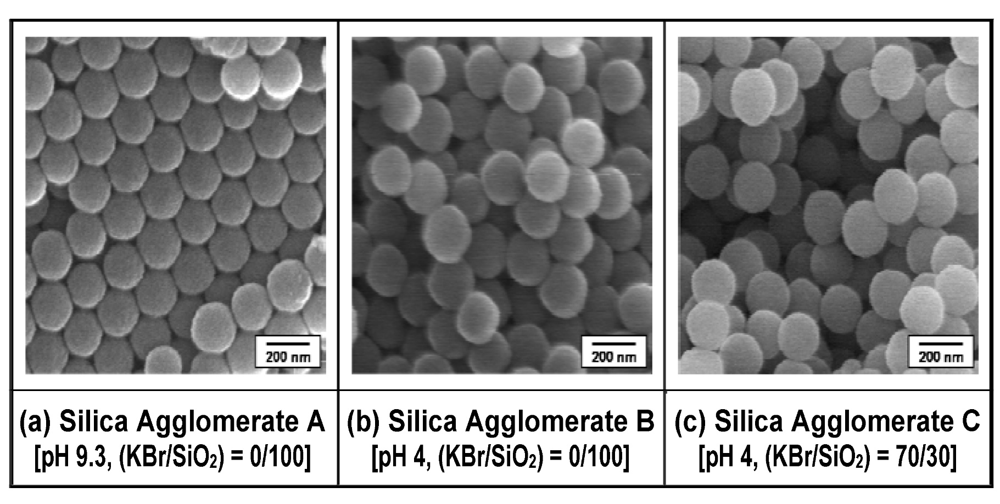 200 nm
200 nm
200 nm
(a) Silica Agglomerate A
[pH 9.3, (KBr/SiO₂) = 0/100]
(b) Silica Agglomerate B
[pH 4, (KBr/SiO₂) = 0/100]
(c) Silica Agglomerate C
[pH 4, (KBr/SiO₂) = 70/30]